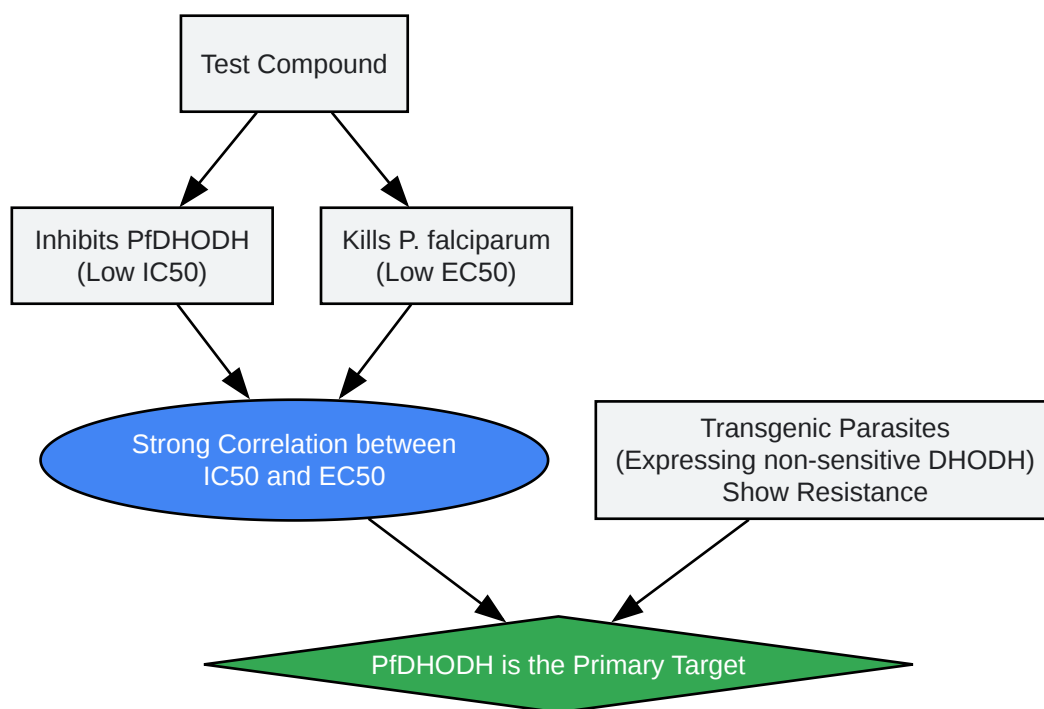 Test Compound
Inhibits PfDHODH
(Low IC50)
Kills P. falciparum
(Low EC50)
Strong Correlation between
IC50 and EC50
Transgenic Parasites
(Expressing non-sensitive DHODH)
Show Resistance
PfDHODH is the Primary Target